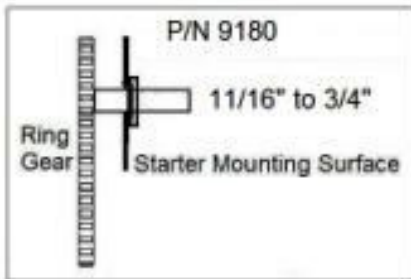 P/N 9180
11/16" to 3/4"
Ring
Gear
Starter Mounting Surface